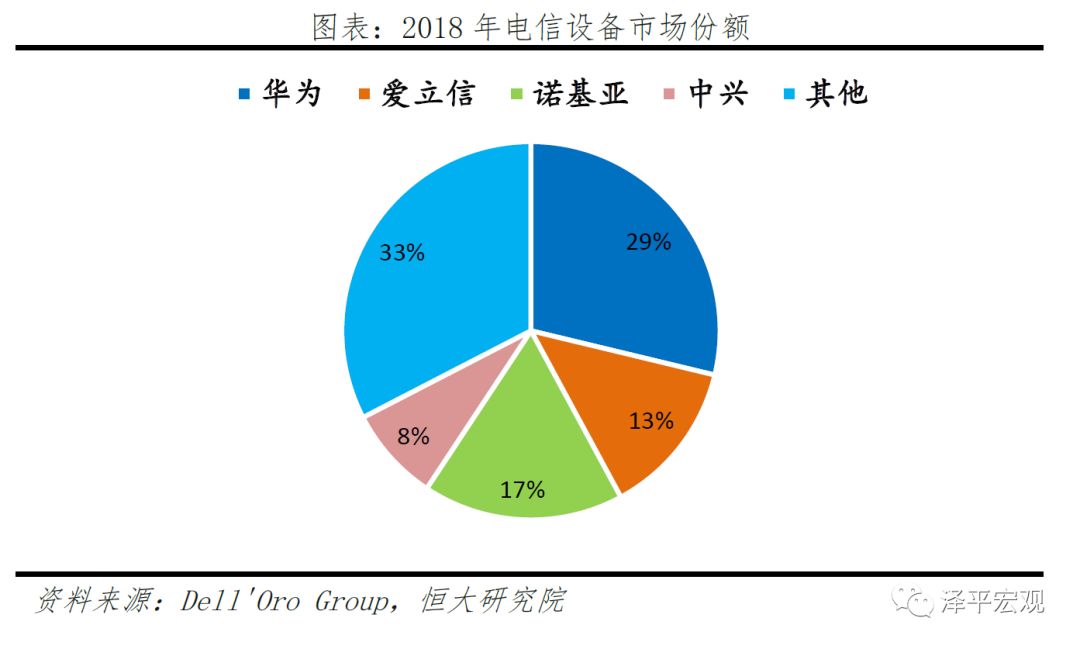 图表：2018 年电信设备市场份额
华为 爱立信 诺基亚 中兴 其他
33% 29%
13%
8%
17%
资料来源：Dell'Oro Group，恒大研究院
泽平宏观